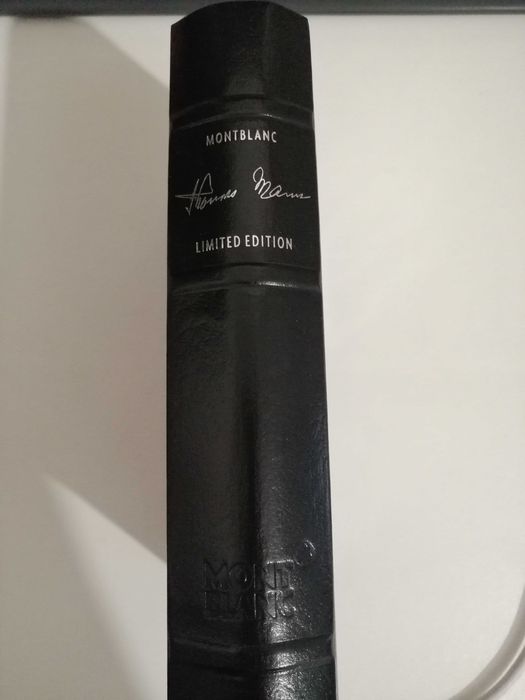 MONTBLANC
Thomas Mann
LIMITED EDITION
MONT
BLANC